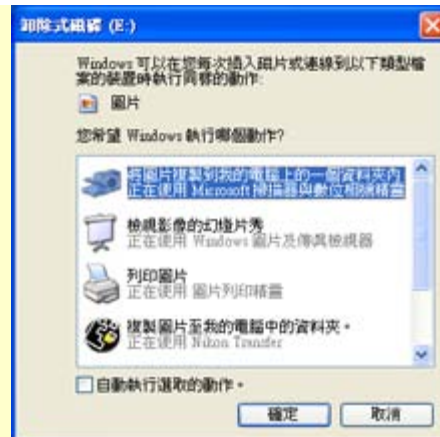 卸除式磁碟 (E:)
Windows 可以在您每次插入磁片或連線到以下類型檔
案的裝置時執行同樣的動作:
圖片
您希望 Windows 執行哪個動作?
將圖片複製到我的電腦上的一個資料夾內
正在使用 Microsoft 掃描器與數位相機精靈
檢視影像的幻燈片秀
正在使用 Windows 圖片及傳真檢視器
列印圖片
正在使用 圖片列印精靈
複製圖片至我的電腦中的資料夾。
正在使用 Nikon Transfer
自動執行選取的動作。
確定
取消